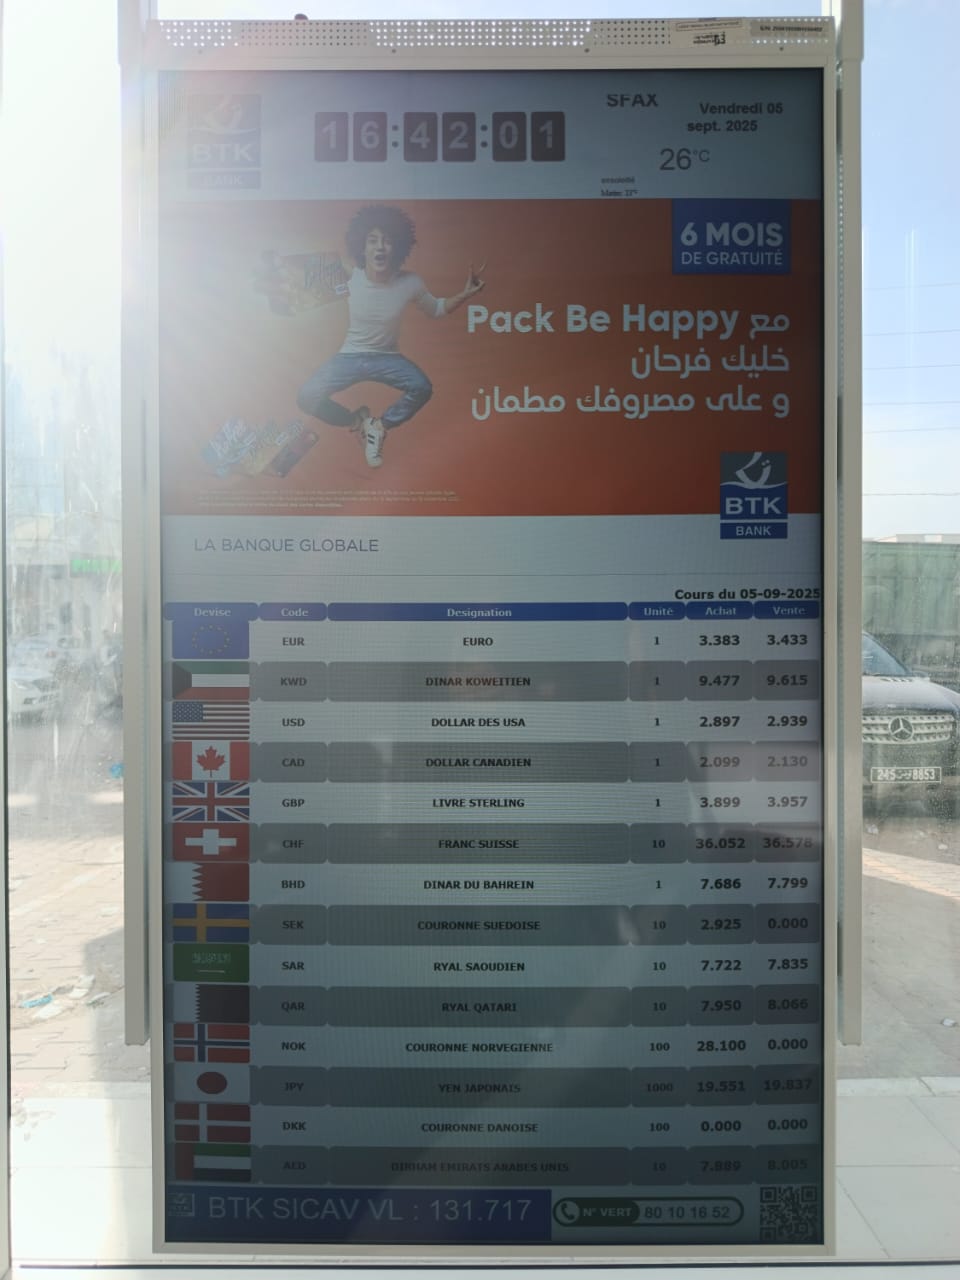 BTK
BANK
16:42:01
SFAX
Vendredi 05
sept. 2025
26°C
ensoleillé
6 MOIS
DE GRATUITÉ
Pack Be Happy مع
خليك فرحان
و على مصروفك مطمان
BTK
BANK
LA BANQUE GLOBALE
Cours du 05-09-2025
Devise Code Designation Unité Achat Vente
EUR EURO 1 3.383 3.433
KWD DINAR KOWEITIEN 1 9.477 9.615
USD DOLLAR DES USA 1 2.897 2.939
CAD DOLLAR CANADIEN 1 2.099 2.130
GBP LIVRE STERLING 1 3.899 3.957
CHF FRANC SUISSE 10 36.052 36.578
BHD DINAR DU BAHREIN 1 7.686 7.799
SEK COURONNE SUEDOISE 10 2.925 0.000
SAR RYAL SAOUDIEN 10 7.722 7.835
QAR RYAL QATARI 10 7.950 8.066
NOK COURONNE NORVEGIENNE 100 28.100 0.000
JPY YEN JAPONAIS 1000 19.551 19.837
DKK COURONNE DANOISE 100 0.000 0.000
AED DIRHAM EMIRATS ARABES UNIS 10 7.889 8.005
BTK SICAV VL : 131.717
N° VERT 80 10 16 52